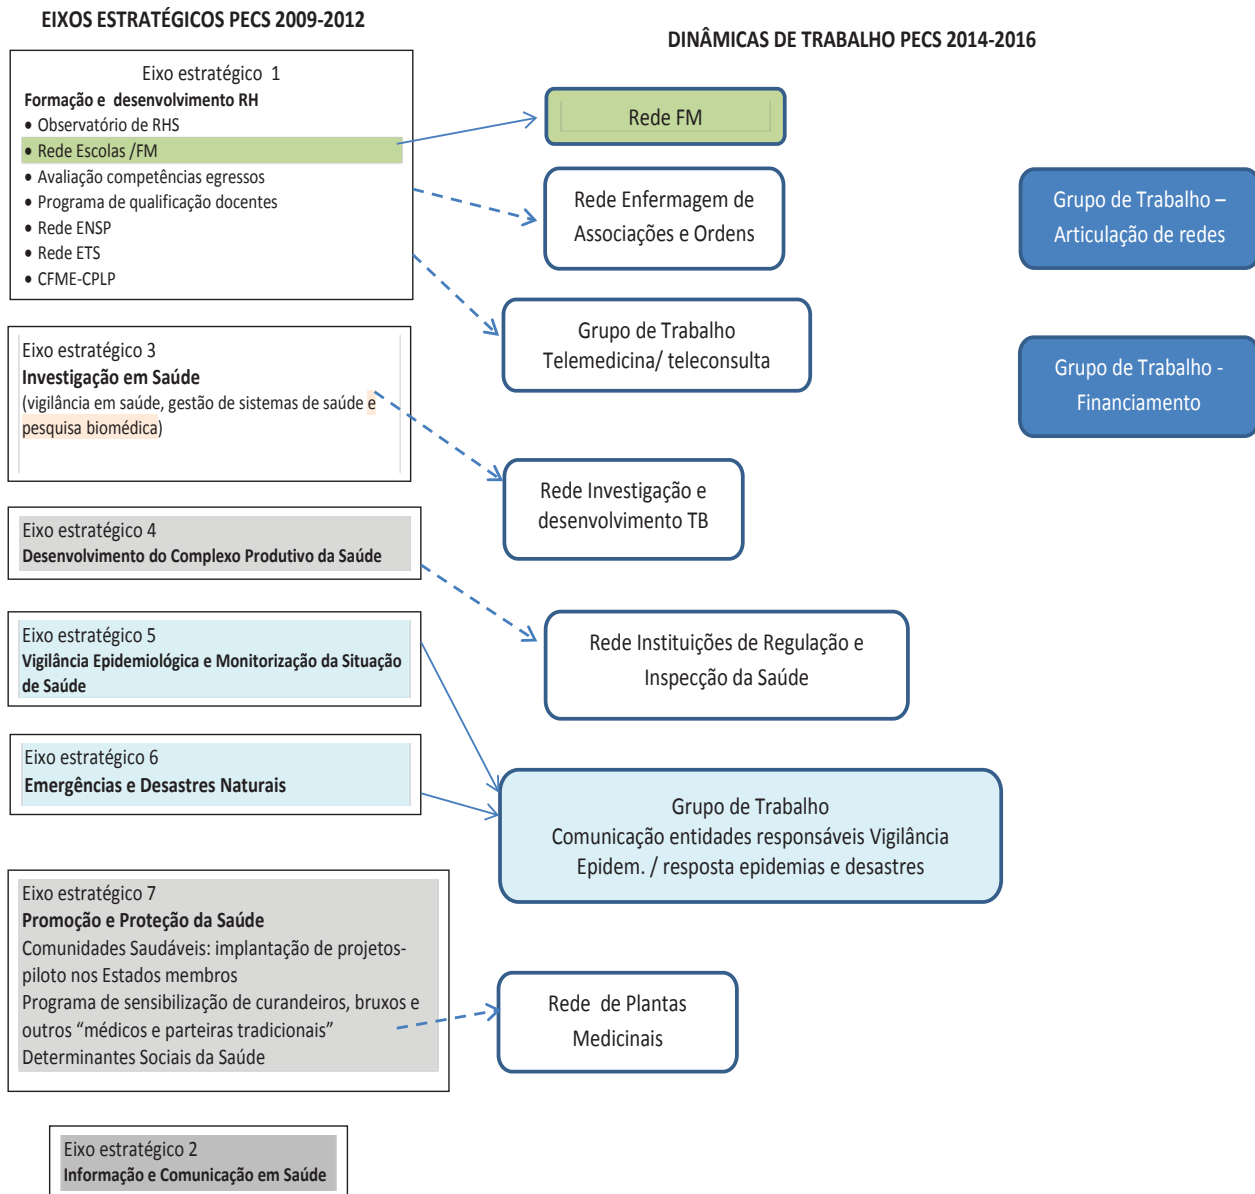 EIXOS ESTRATÉGICOS PECS 2009-2012
DINÂMICAS DE TRABALHO PECS 2014-2016
Eixo estratégico 1
Formação e desenvolvimento RH
• Observatório de RHS
• Rede Escolas /FM
• Avaliação competências egressos
• Programa de qualificação docentes
• Rede ENSP
• Rede ETS
• CFME-CPLP
Rede FM
Rede Enfermagem de
Associações e Ordens
Grupo de Trabalho –
Articulação de redes
Grupo de Trabalho
Telemedicina/ teleconsulta
Grupo de Trabalho -
Financiamento
Eixo estratégico 3
Investigação em Saúde
(vigilância em saúde, gestão de sistemas de saúde e
pesquisa biomédica)
Rede Investigação e
desenvolvimento TB
Eixo estratégico 4
Desenvolvimento do Complexo Produtivo da Saúde
Rede Instituições de Regulação e
Inspecção da Saúde
Eixo estratégico 5
Vigilância Epidemiológica e Monitorização da Situação
de Saúde
Eixo estratégico 6
Emergências e Desastres Naturais
Grupo de Trabalho
Comunicação entidades responsáveis Vigilância
Epidem. / resposta epidemias e desastres
Eixo estratégico 7
Promoção e Proteção da Saúde
Comunidades Saudáveis: implantação de projetos-
piloto nos Estados membros
Programa de sensibilização de curandeiros, bruxos e
outros “médicos e parteiras tradicionais”
Determinantes Sociais da Saúde
Rede de Plantas
Medicinais
Eixo estratégico 2
Informação e Comunicação em Saúde